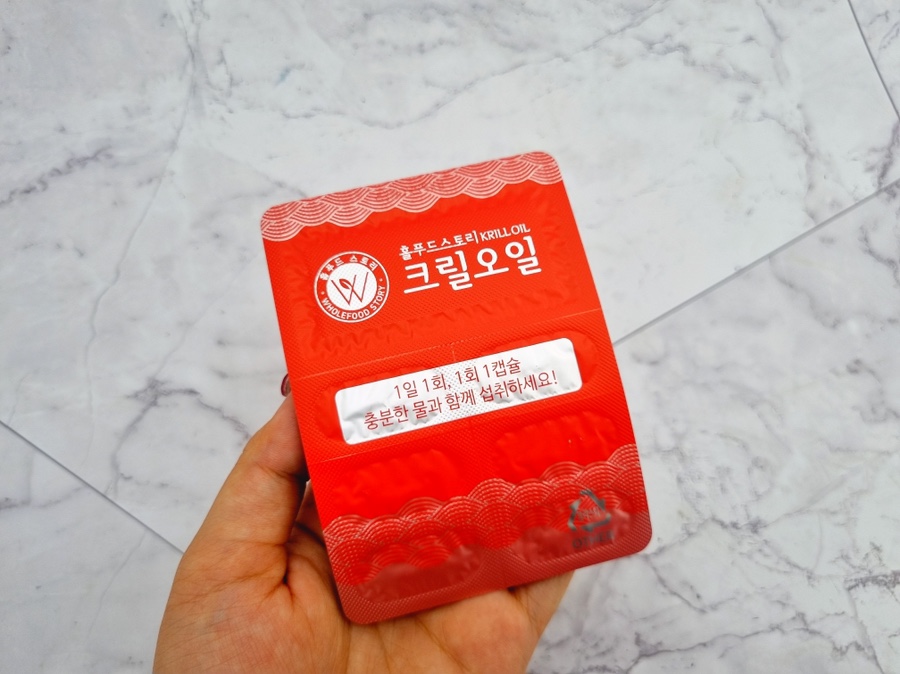 홀푸드스토리 KRILL OIL
크릴오일
홀푸드 스토리
WHOLEFOOD STORY
1일 1회, 1회 1캡슐
충분한 물과 함께 섭취하세요!